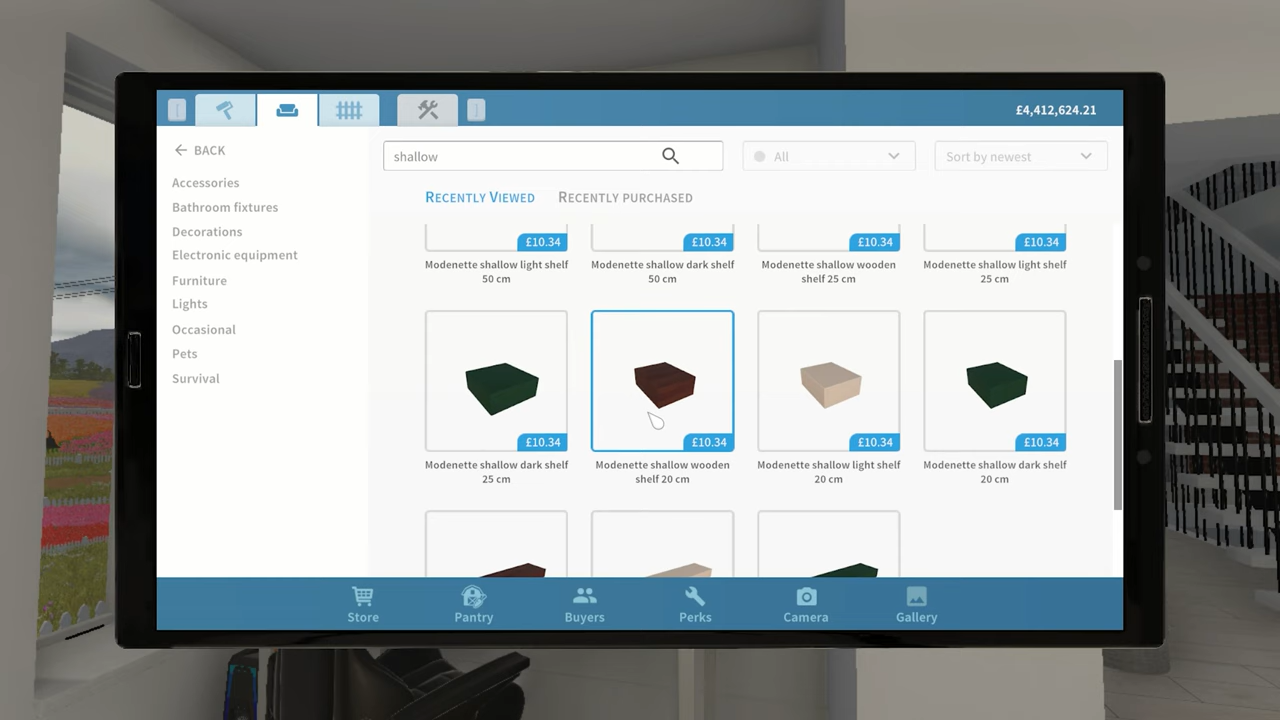 £4,412,624.21
BACK
shallow
All
Sort by newest
Accessories
Bathroom fixtures
Decorations
Electronic equipment
Furniture
Lights
Occasional
Pets
Survival
RECENTLY VIEWED
RECENTLY PURCHASED
£10.34
£10.34
£10.34
£10.34
Modenette shallow light shelf
50 cm
Modenette shallow dark shelf
50 cm
Modenette shallow wooden
shelf 25 cm
Modenette shallow light shelf
25 cm
£10.34
£10.34
£10.34
£10.34
Modenette shallow dark shelf
25 cm
Modenette shallow wooden
shelf 20 cm
Modenette shallow light shelf
20 cm
Modenette shallow dark shelf
20 cm
Store
Pantry
Buyers
Perks
Camera
Gallery